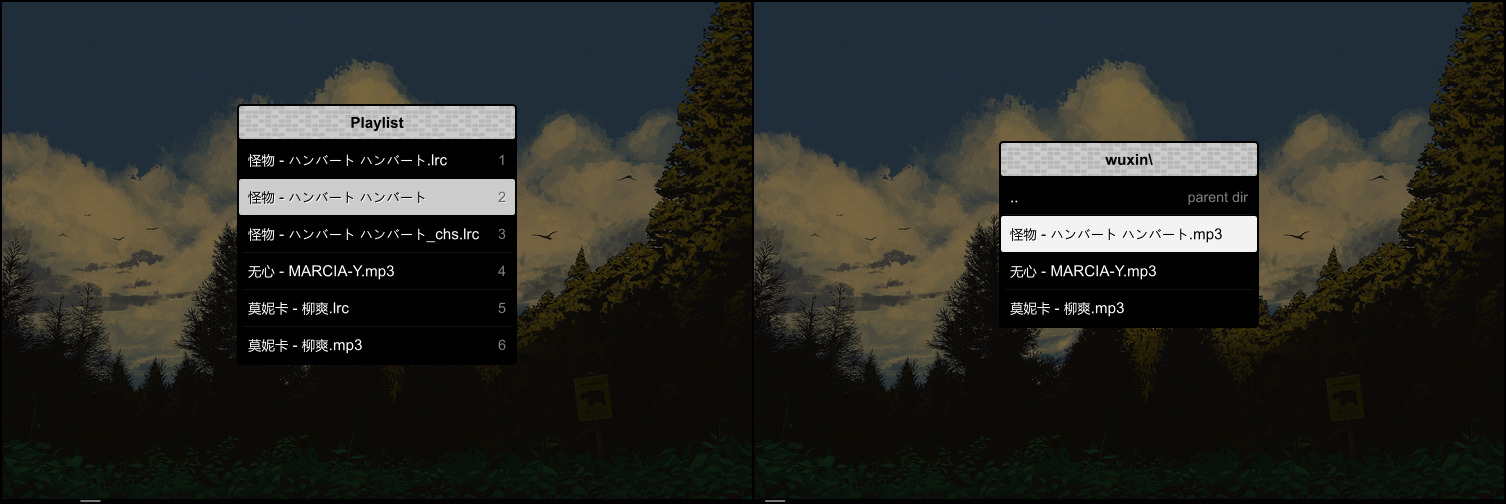 Playlist
怪物 - ハンバート ハンバート.lrc 1
怪物 - ハンバート ハンバート 2
怪物 - ハンバート ハンバート_chs.lrc 3
无心 - MARCIA-Y.mp3 4
莫妮卡 - 柳爽.lrc 5
莫妮卡 - 柳爽.mp3 6
wuxin\
.. parent dir
怪物 - ハンバート ハンバート.mp3
无心 - MARCIA-Y.mp3
莫妮卡 - 柳爽.mp3